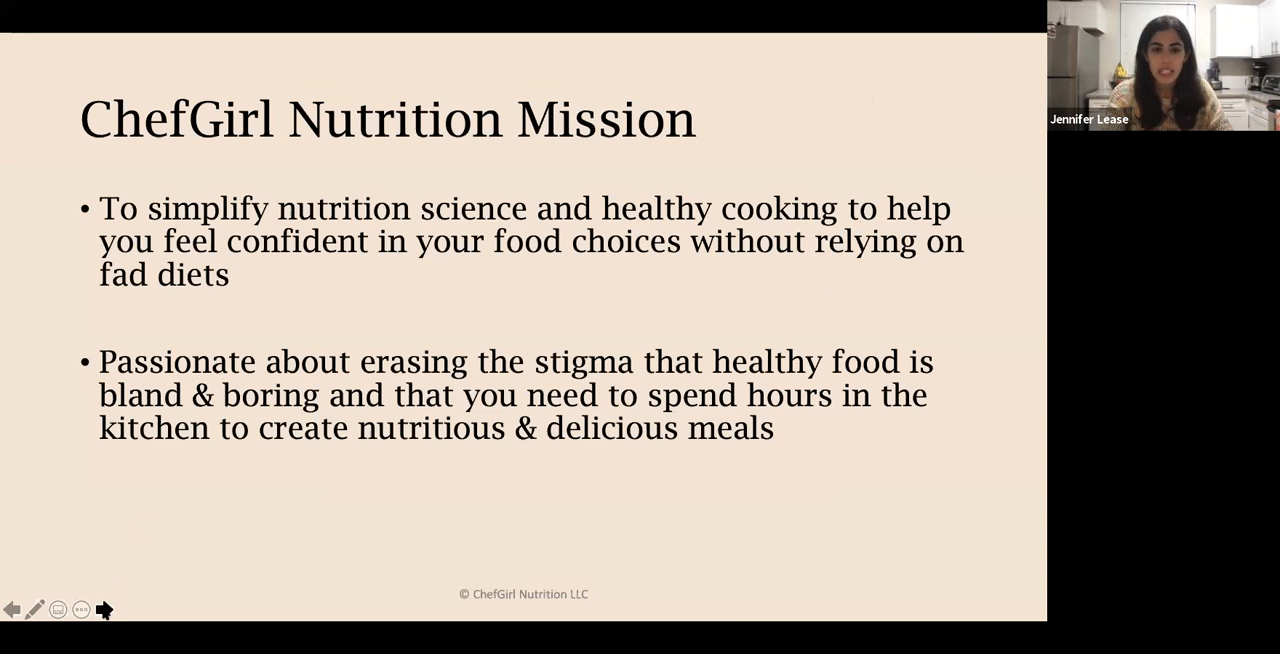 ChefGirl Nutrition Mission
• To simplify nutrition science and healthy cooking to help
you feel confident in your food choices without relying on
fad diets
• Passionate about erasing the stigma that healthy food is
bland & boring and that you need to spend hours in the
kitchen to create nutritious & delicious meals
© ChefGirl Nutrition LLC
Jennifer Lease